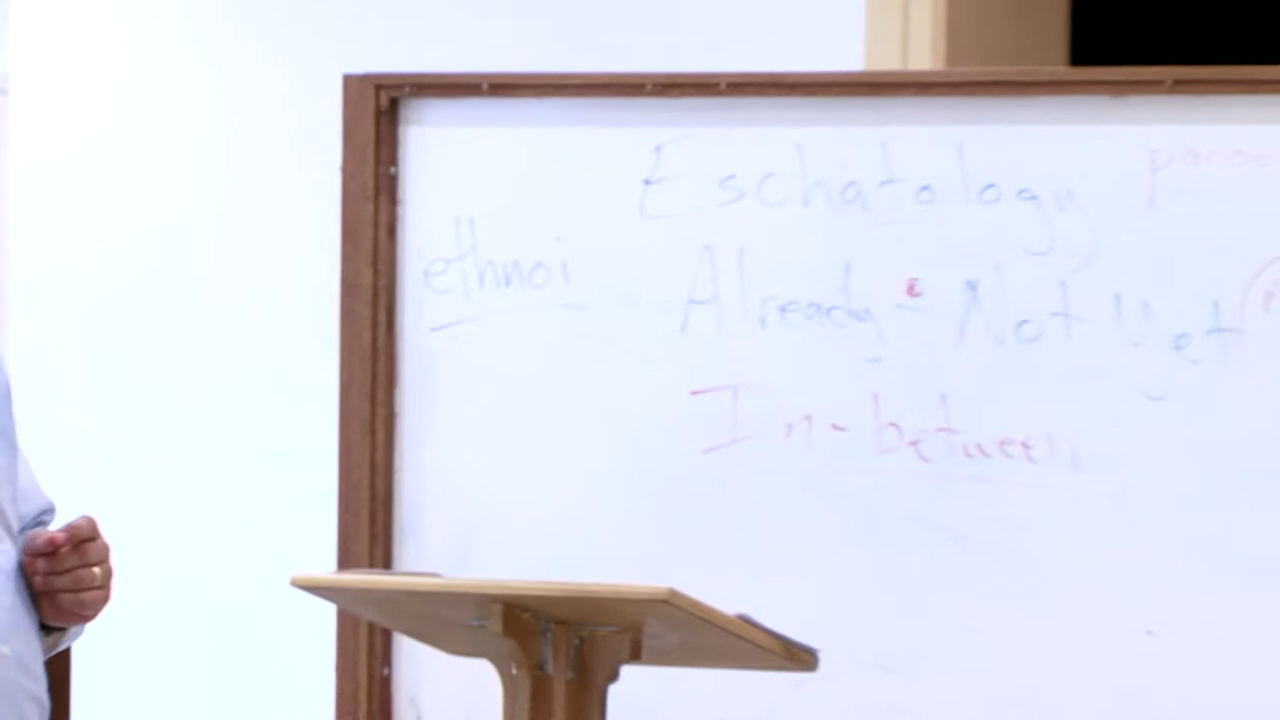 Eschatology
ethnoi
Already - Not Yet
In-between